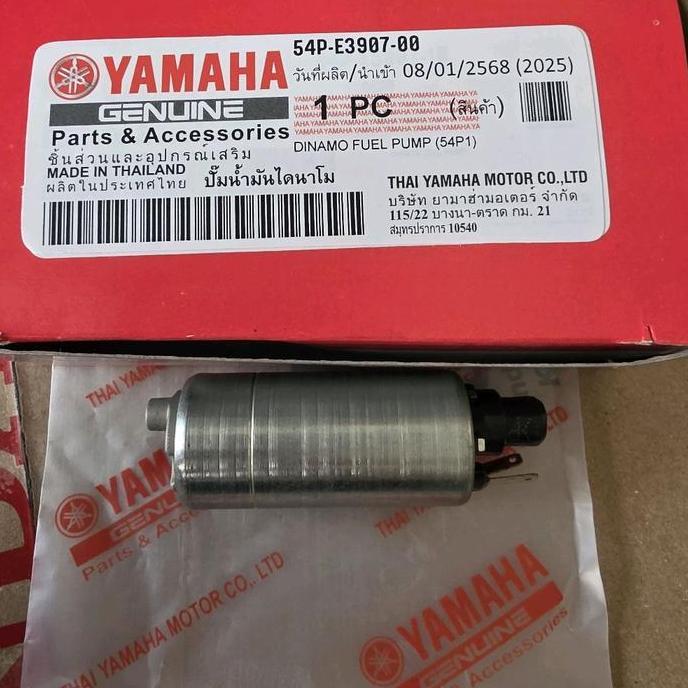 54P-E3907-00
YAMAHA
วันที่ผลิต/นำเข้า 08/01/2568 (2025)
GENUINE
1 PC (สินค้า)
Parts & Accessories
DINAMO FUEL PUMP (54P1)
ชิ้นส่วนและอุปกรณ์เสริม
MADE IN THAILAND
ผลิตในประเทศไทย ปั๊มน้ำมันไดนาโม
THAI YAMAHA MOTOR CO.,LTD
บริษัท ยามาฮ่ามอเตอร์ จำกัด
115/22 บางนา-ตราด กม. 21
สมุทรปราการ 10540
THAI YAMA
YAMAHA
GENUINE
Parts & Acces
THAI YAMAHA MOTOR CO,. LTD
YAMAHA
GENUINE
Parts & Accessories